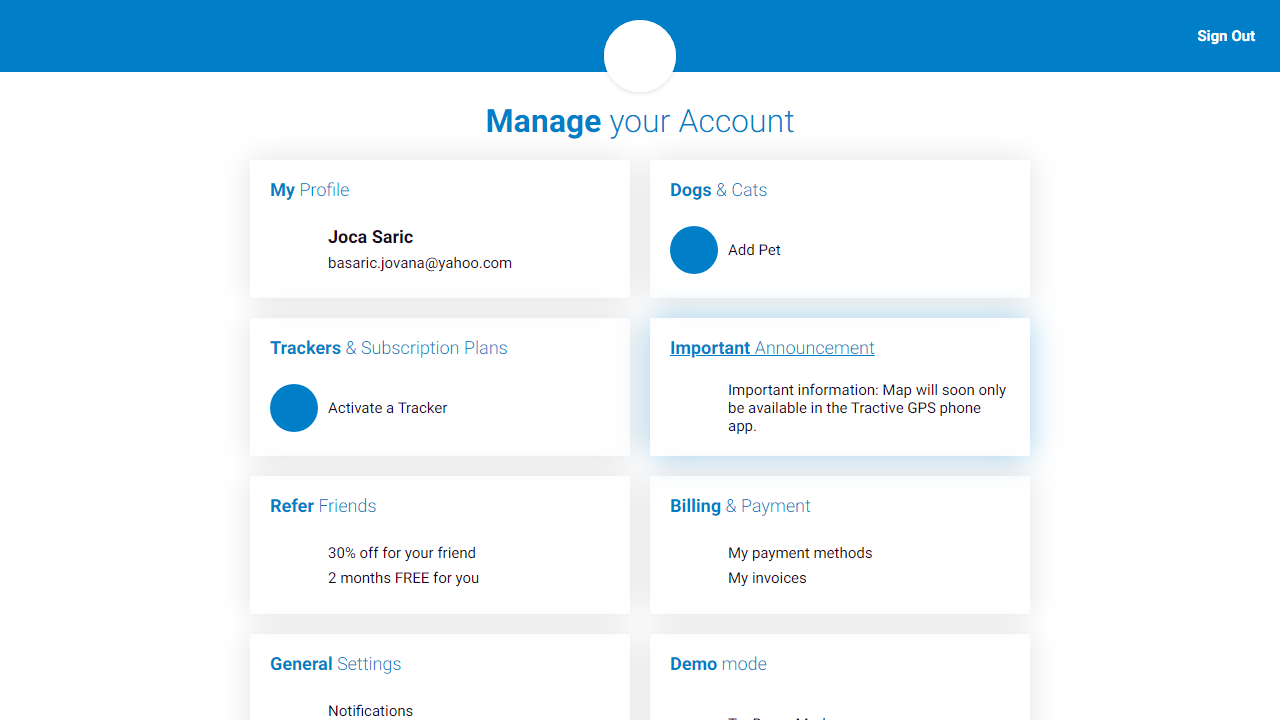 Sign Out
Manage your Account
My Profile
Joca Saric
basaric.jovana@yahoo.com
Dogs & Cats
Add Pet
Trackers & Subscription Plans
Activate a Tracker
Important Announcement
Important information: Map will soon only
be available in the Tractive GPS phone
app.
Refer Friends
30% off for your friend
2 months FREE for you
Billing & Payment
My payment methods
My invoices
General Settings
Notifications
Demo mode